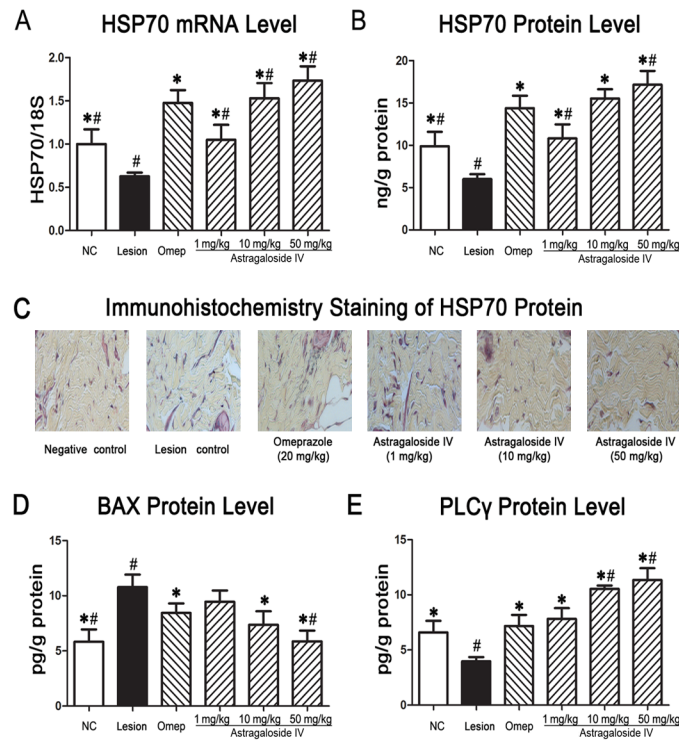 A HSP70 mRNA Level
HSP70/18S
2.0
1.5
1.0
0.5
0.0
*# # * *# *# *#
NC Lesion Omep 1 mg/kg 10 mg/kg 50 mg/kg
Astragaloside IV
B HSP70 Protein Level
ng/g protein
20
15
10
5
0
*# # * *# * *#
NC Lesion Omep 1 mg/kg 10 mg/kg 50 mg/kg
Astragaloside IV
C Immunohistochemistry Staining of HSP70 Protein
Negative control
Lesion control
Omeprazole
(20 mg/kg)
Astragaloside IV
(1 mg/kg)
Astragaloside IV
(10 mg/kg)
Astragaloside IV
(50 mg/kg)
D BAX Protein Level
pg/g protein
15
10
5
0
*# # * * *#
NC Lesion Omep 1 mg/kg 10 mg/kg 50 mg/kg
Astragaloside IV
E PLCγ Protein Level
pg/g protein
15
10
5
0
* # * * *# *#
NC Lesion Omep 1 mg/kg 10 mg/kg 50 mg/kg
Astragaloside IV